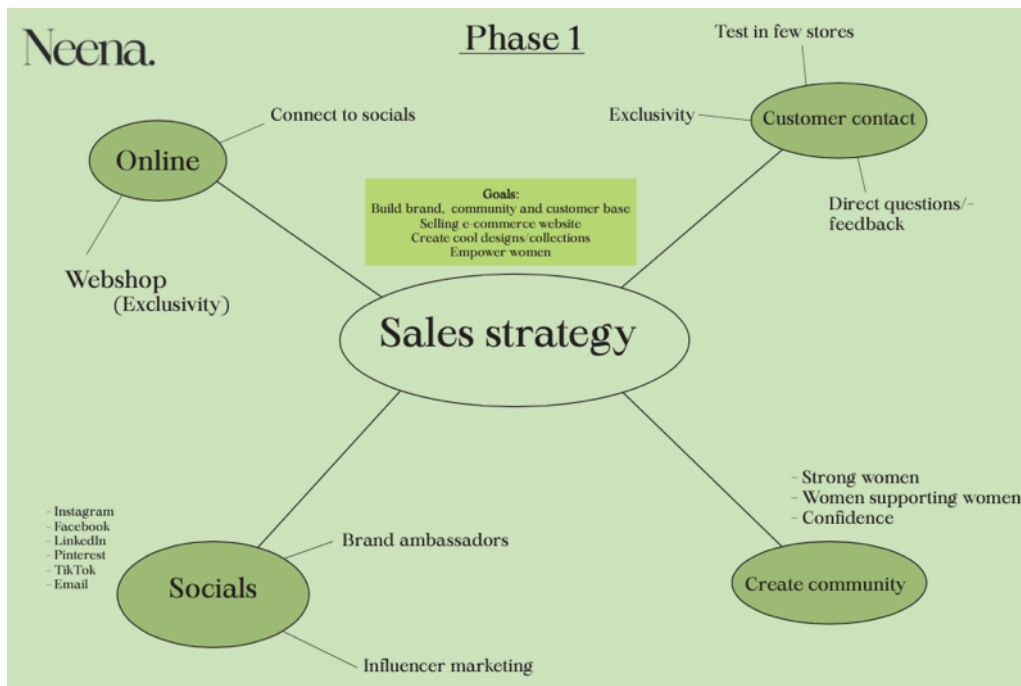 Neena.
Phase 1
Test in few stores
Connect to socials
Exclusivity
Customer contact
Online
Goals:
Build brand, community and customer base
Selling e-commerce website
Create cool designs/collections
Empower women
Direct questions/-
feedback
Webshop
(Exclusivity)
Sales strategy
- Strong women
- Women supporting women
- Confidence
- Instagram
- Facebook
- LinkedIn
- Pinterest
- TikTok
- Email
Brand ambassadors
Socials
Create community
Influencer marketing